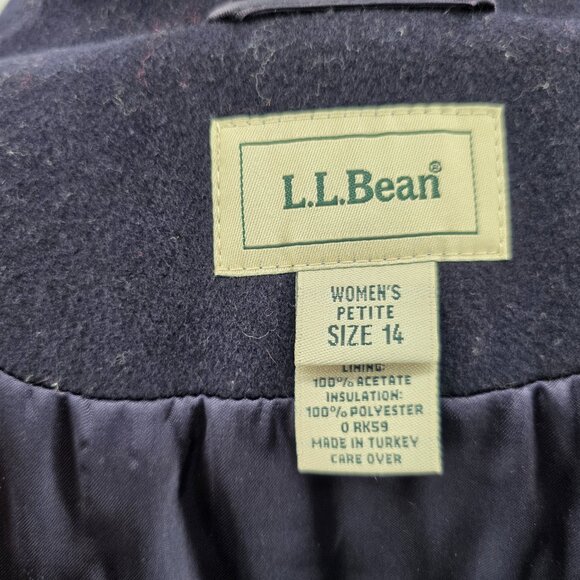 L.L.Bean®
WOMEN'S
PETITE
SIZE 14
LINING:
100% ACETATE
INSULATION:
100% POLYESTER
0 RK59
MADE IN TURKEY
CARE OVER